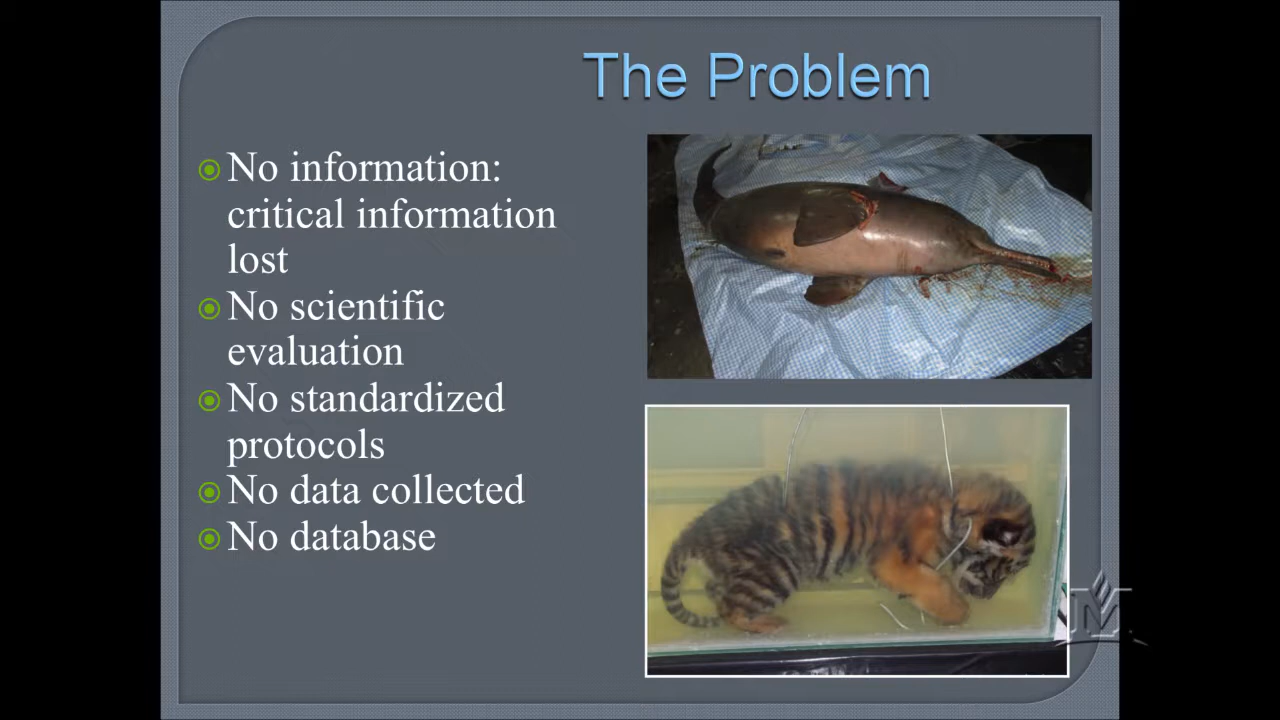 The Problem
No information:
critical information
lost
No scientific
evaluation
No standardized
protocols
No data collected
No database